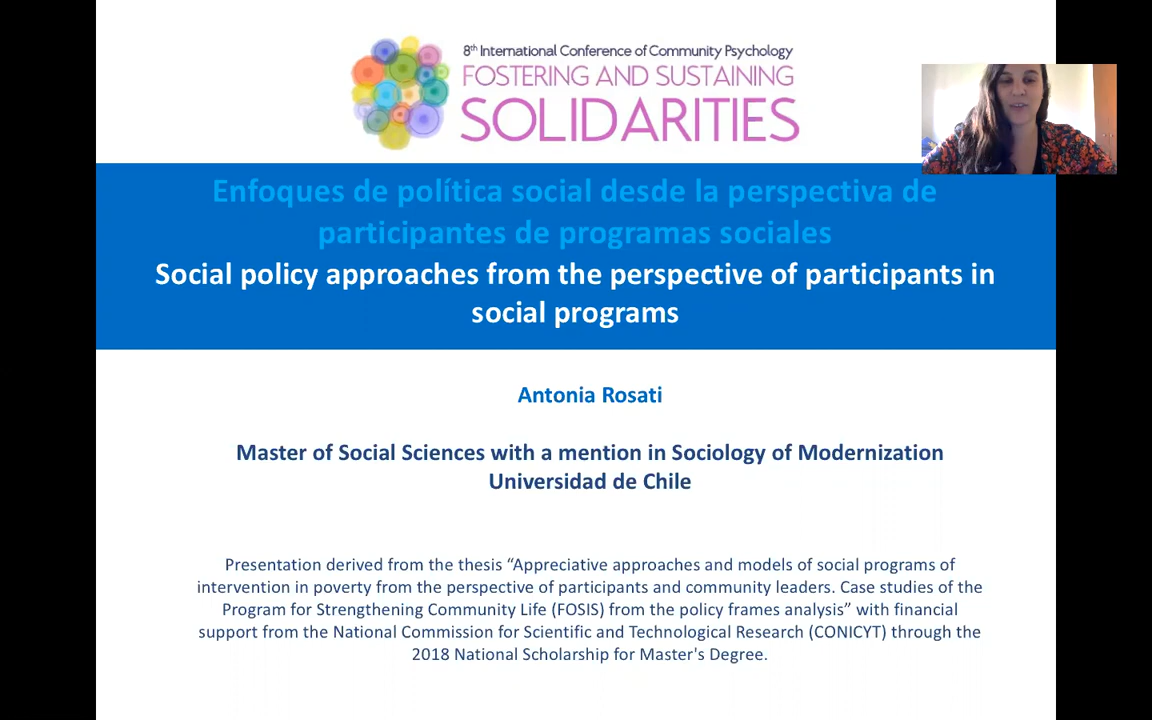 8th International Conference of Community Psychology
FOSTERING AND SUSTAINING
SOLIDARITIES
Enfoques de política social desde la perspectiva de
participantes de programas sociales
Social policy approaches from the perspective of participants in
social programs
Antonia Rosati
Master of Social Sciences with a mention in Sociology of Modernization
Universidad de Chile
Presentation derived from the thesis “Appreciative approaches and models of social programs of
intervention in poverty from the perspective of participants and community leaders. Case studies of the
Program for Strengthening Community Life (FOSIS) from the policy frames analysis” with financial
support from the National Commission for Scientific and Technological Research (CONICYT) through the
2018 National Scholarship for Master's Degree.